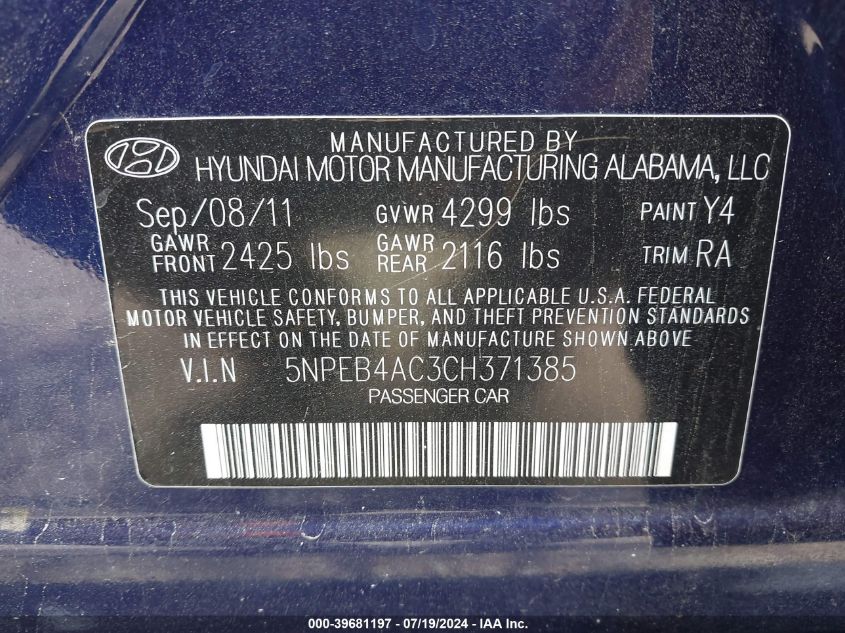 MANUFACTURED BY
HYUNDAI MOTOR MANUFACTURING ALABAMA, LLC
Sep/08/11 GVWR 4299 lbs PAINT Y4
GAWR FRONT 2425 lbs GAWR REAR 2116 lbs TRIM RA
THIS VEHICLE CONFORMS TO ALL APPLICABLE U.S.A. FEDERAL
MOTOR VEHICLE SAFETY, BUMPER, AND THEFT PREVENTION STANDARDS
IN EFFECT ON THE DATE OF MANUFACTURE SHOWN ABOVE
V.I.N 5NPEB4AC3CH371385
PASSENGER CAR
000-39681197 - 07/19/2024 - IAA Inc.